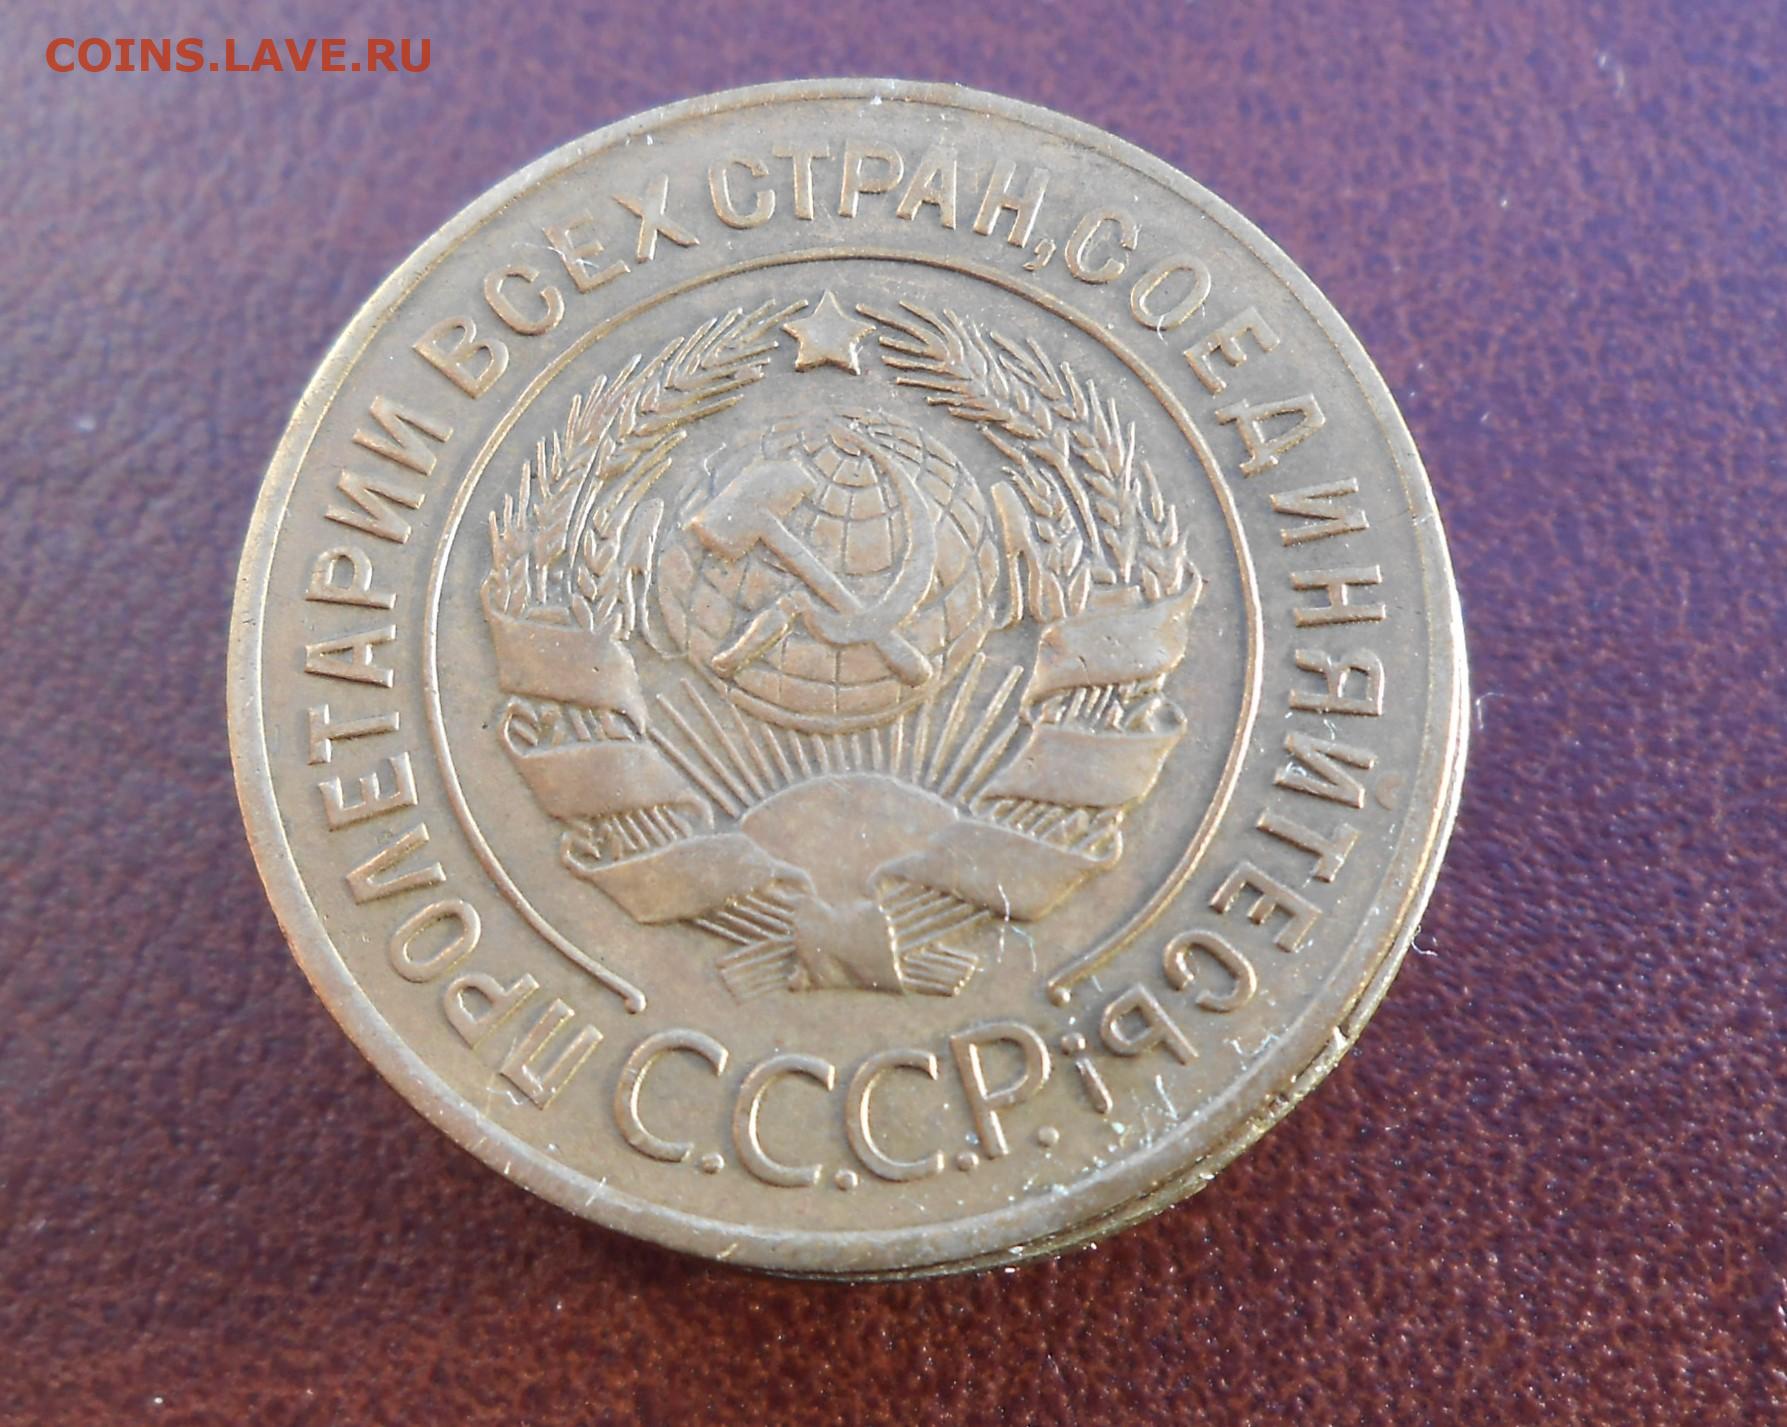 COINS.LAVE.RU
ПРОЛЕТАРИИ ВСЕХ СТРАН, СОЕДИНЯЙТЕСЬ!
С.С.С.Р.